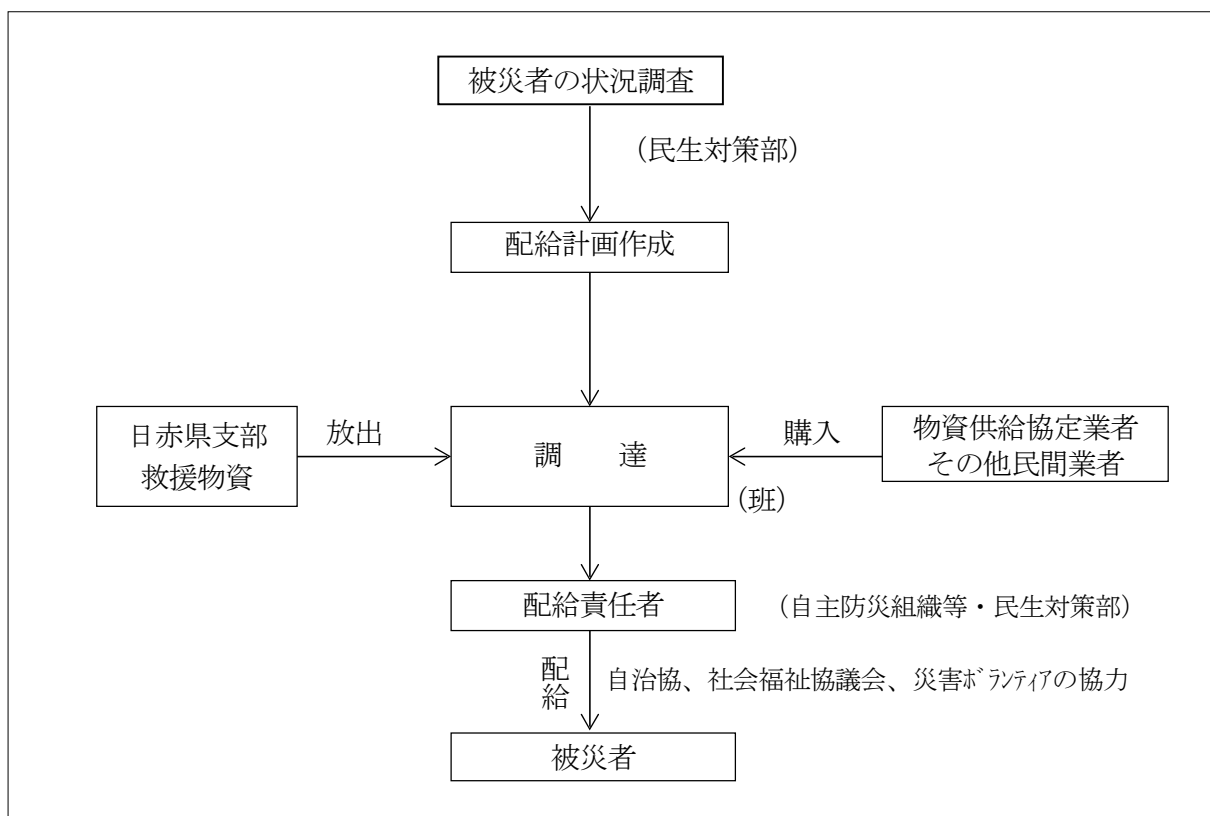 被災者の状況調査
（民生対策部）
配給計画作成
日赤県支部
救援物資
放出
調　　達
購入
物資供給協定業者
その他民間業者
（班）
配給責任者
（自主防災組織等・民生対策部）
配給
自治協、社会福祉協議会、災害ﾎﾞﾗﾝﾃｨｱの協力
被災者